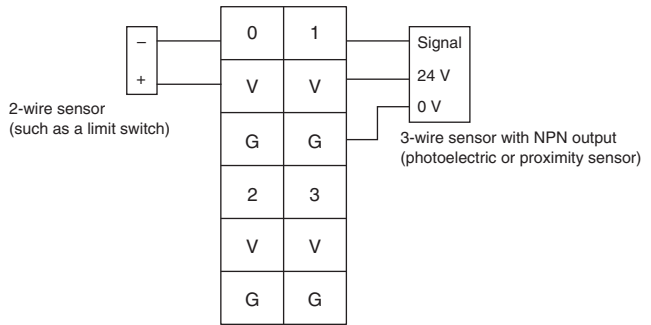 –
+
2-wire sensor
(such as a limit switch)
0 1
V V
G G
2 3
V V
G G
Signal
24 V
0 V
3-wire sensor with NPN output
(photoelectric or proximity sensor)